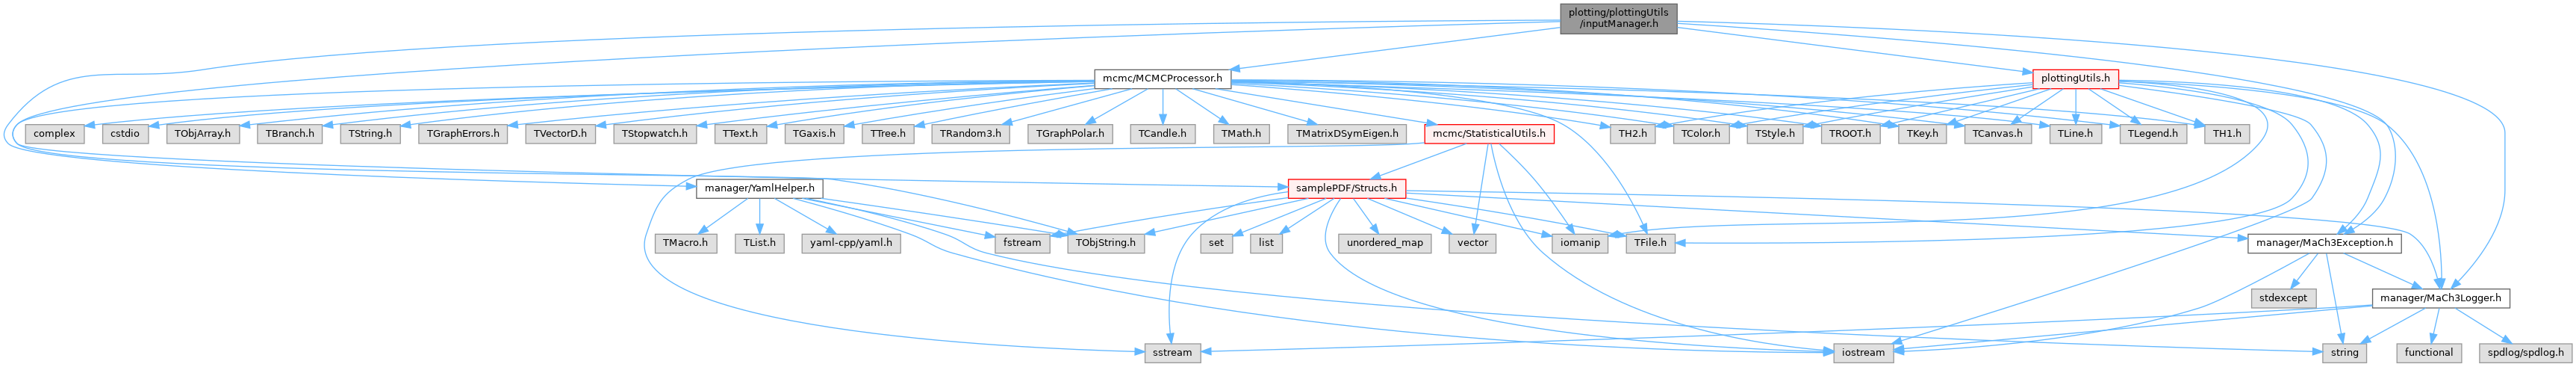 plotting/plottingUtils
/inputManager.h
mcmc/MCMCProcessor.h
plottingUtils.h
complex
cstdio
TObjArray.h
TBranch.h
TString.h
TGraphErrors.h
TVectorD.h
TStopwatch.h
TText.h
TGaxis.h
TTree.h
TRandom3.h
TGraphPolar.h
TCandle.h
TMath.h
TMatrixDSymEigen.h
mcmc/StatisticalUtils.h
TH2.h
TColor.h
TStyle.h
TROOT.h
TKey.h
TCanvas.h
TLine.h
TLegend.h
TH1.h
manager/YamlHelper.h
samplePDF/Structs.h
TMacro.h
TList.h
yaml-cpp/yaml.h
fstream
TObjString.h
set
list
unordered_map
vector
iomanip
TFile.h
manager/MaCh3Exception.h
stdexcept
manager/MaCh3Logger.h
sstream
iostream
string
functional
spdlog/spdlog.h